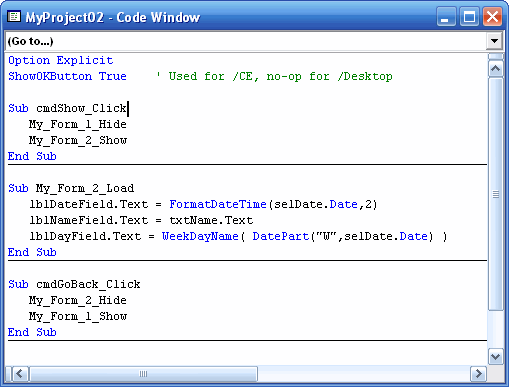 MyProject02 - Code Window
(Go to...)
Option Explicit
ShowOKButton True    ' Used for /CE, no-op for /Desktop
Sub cmdShow_Click
My_Form_1_Hide
My_Form_2_Show
End Sub
Sub My_Form_2_Load
lblDateField.Text = FormatDateTime(selDate.Date,2)
lblNameField.Text = txtName.Text
lblDayField.Text = WeekDayName( DatePart("W",selDate.Date) )
End Sub
Sub cmdGoBack_Click
My_Form_2_Hide
My_Form_1_Show
End Sub